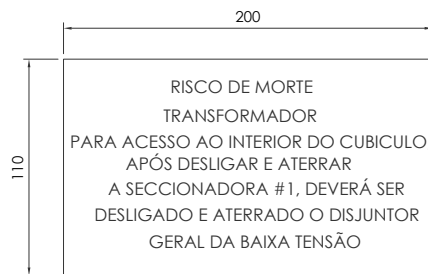 200
110
RISCO DE MORTE
TRANSFORMADOR
PARA ACESSO AO INTERIOR DO CUBICULO
APÓS DESLIGAR E ATERRAR
A SECCIONADORA #1, DEVERÁ SER
DESLIGADO E ATERRADO O DISJUNTOR
GERAL DA BAIXA TENSÃO